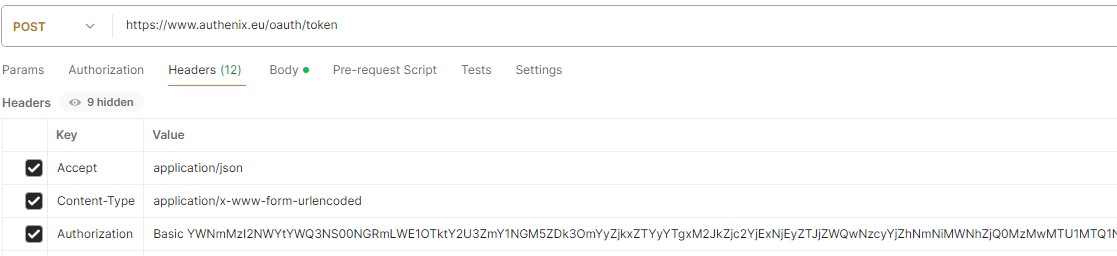 POST https://www.authenix.eu/oauth/token
Params Authorization Headers (12) Body Pre-request Script Tests Settings
Headers 9 hidden
Key Value
Accept application/json
Content-Type application/x-www-form-urlencoded
Authorization Basic YWNmMzI2NWYtYWQ3NS00NGRmLWE1OTktY2U3ZmY1NGM5ZDk3OmYyZjkxZTYyYTgxM2JkZjc2YjExNjEyZTJjZWQwNzcyYjZhNmNiMWNhZjQ0MzMwMTU1MTQ1N